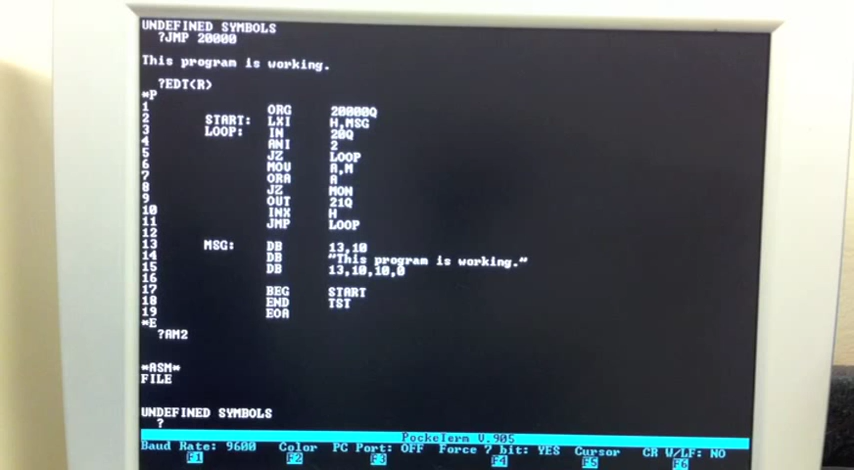 UNDEFINED SYMBOLS
?JMP 20000
This program is working.
?EDT(R)
*P
1 ORG 20000Q
2 START: LXI H,MSG
3 LOOP: IN 20Q
4 ANI 2
5 JZ LOOP
6 MOV A,M
7 ORA A
8 JZ MON
9 OUT 21Q
10 INX H
11 JMP LOOP
12
13 MSG: DB 13,10
14 DB "This program is working."
15 DB 13,10,10,0
16
17 BEG START
18 END TST
19 EOA
*E
?AM2
*ASM*
FILE
UNDEFINED SYMBOLS
?
PockeTerm V.905
Baud Rate: 9600 Color PC Port: OFF Force 7 bit: YES Cursor CR W/LF: NO
F1 F2 F3 F4 F5 F6